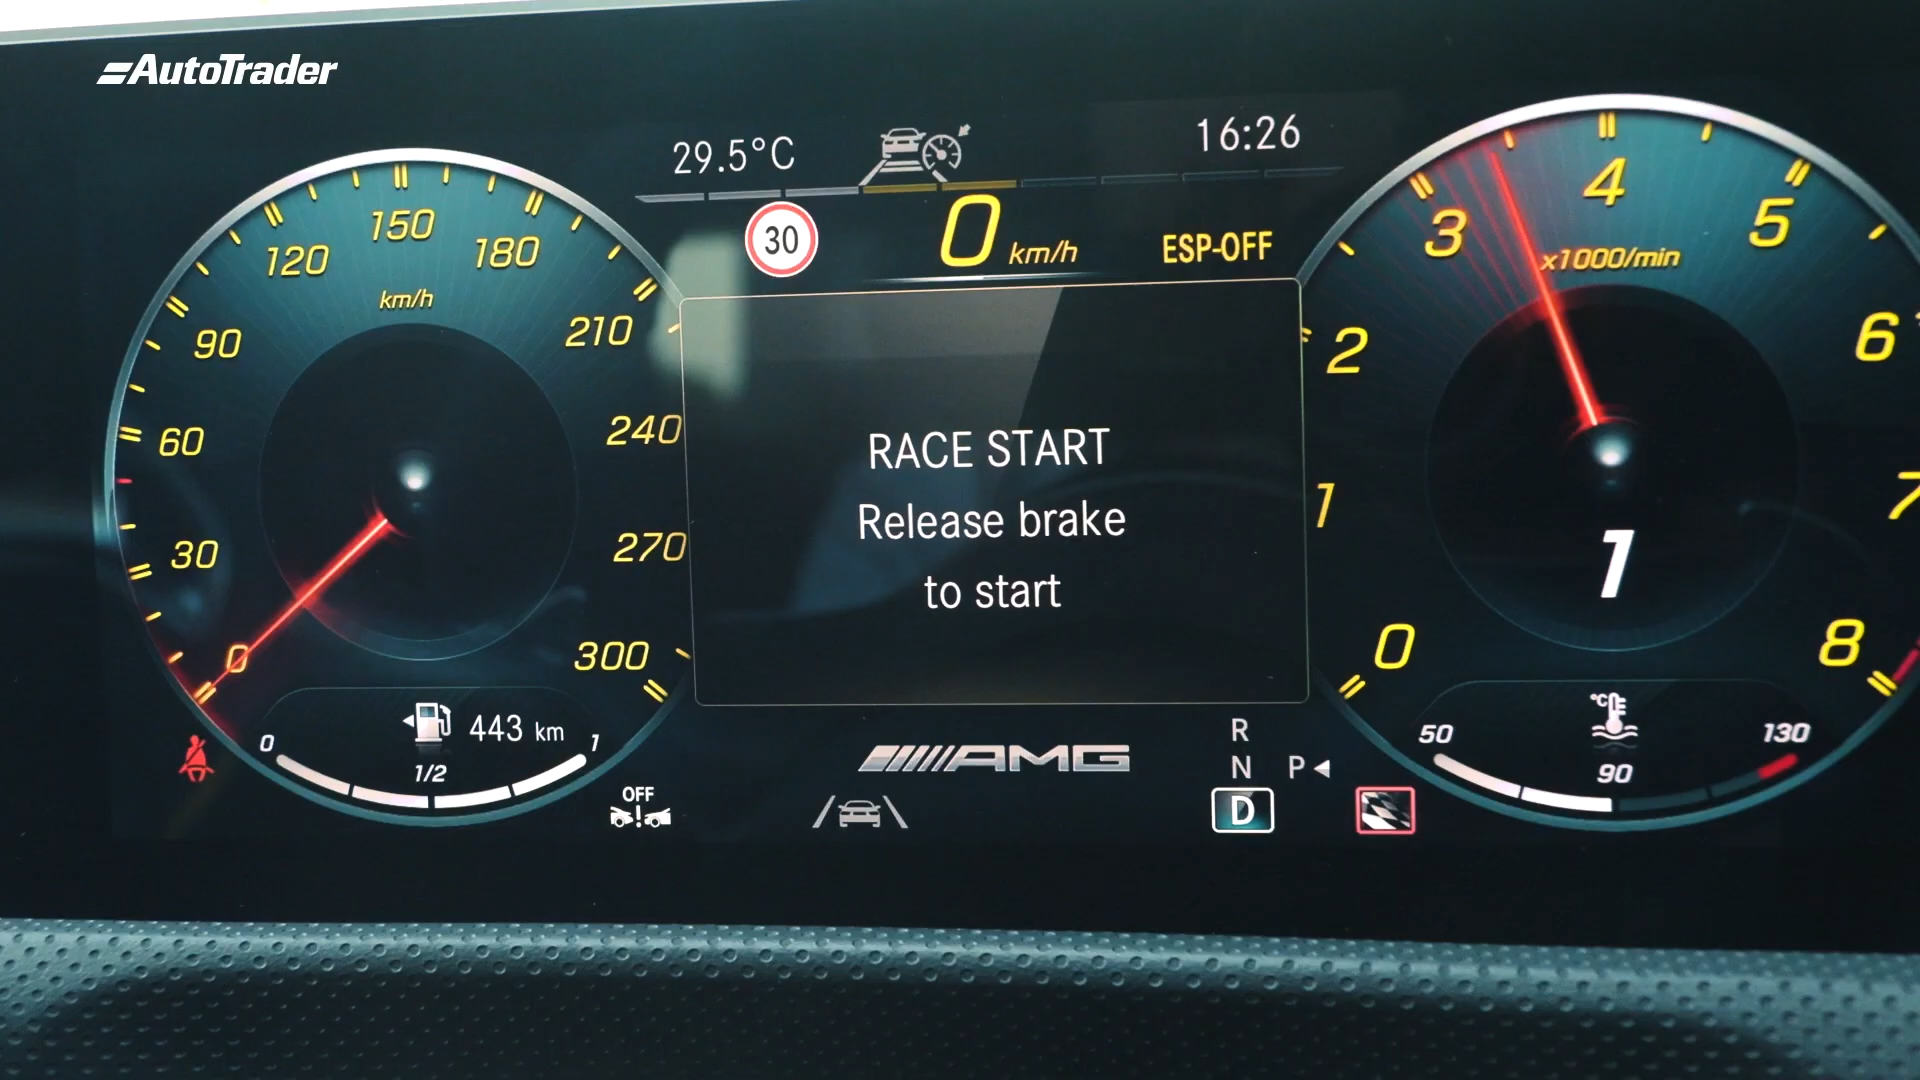 AutoTrader
29.5°C
16:26
30
0 km/h
ESP-OFF
0
30
60
90
120
150
180
210
240
270
300
km/h
RACE START
Release brake
to start
0
1
2
3
4
5
6
7
8
x1000/min
1
0
443 km
1
1/2
OFF
AMG
R
N
P
D
50
°C
130
90